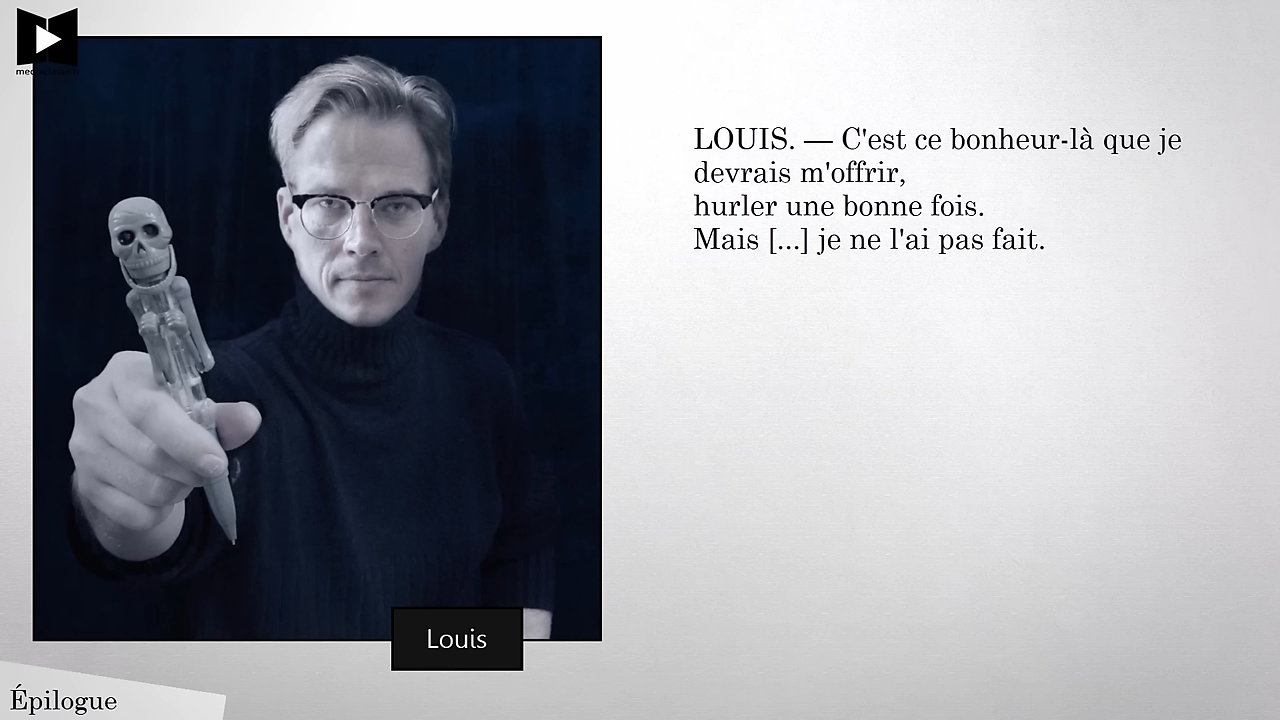 LOUIS. — C'est ce bonheur-là que je
devrais m'offrir,
hurler une bonne fois.
Mais [...] je ne l'ai pas fait.
Louis
Épilogue